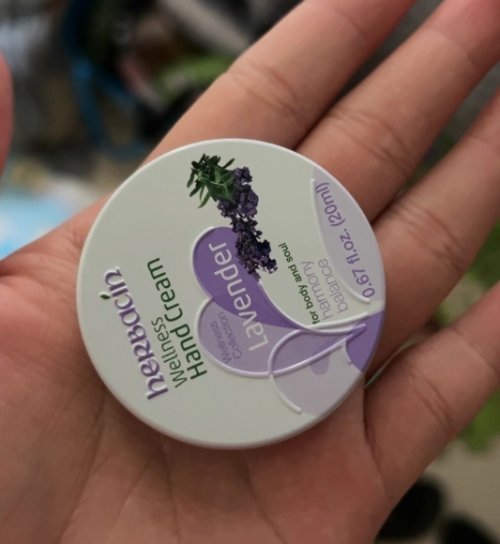 herbacin
Wellness
Hand Cream
Wellness
Collection
Lavender
for body and soul
harmony
balance
0.67 fl.oz. (20ml)